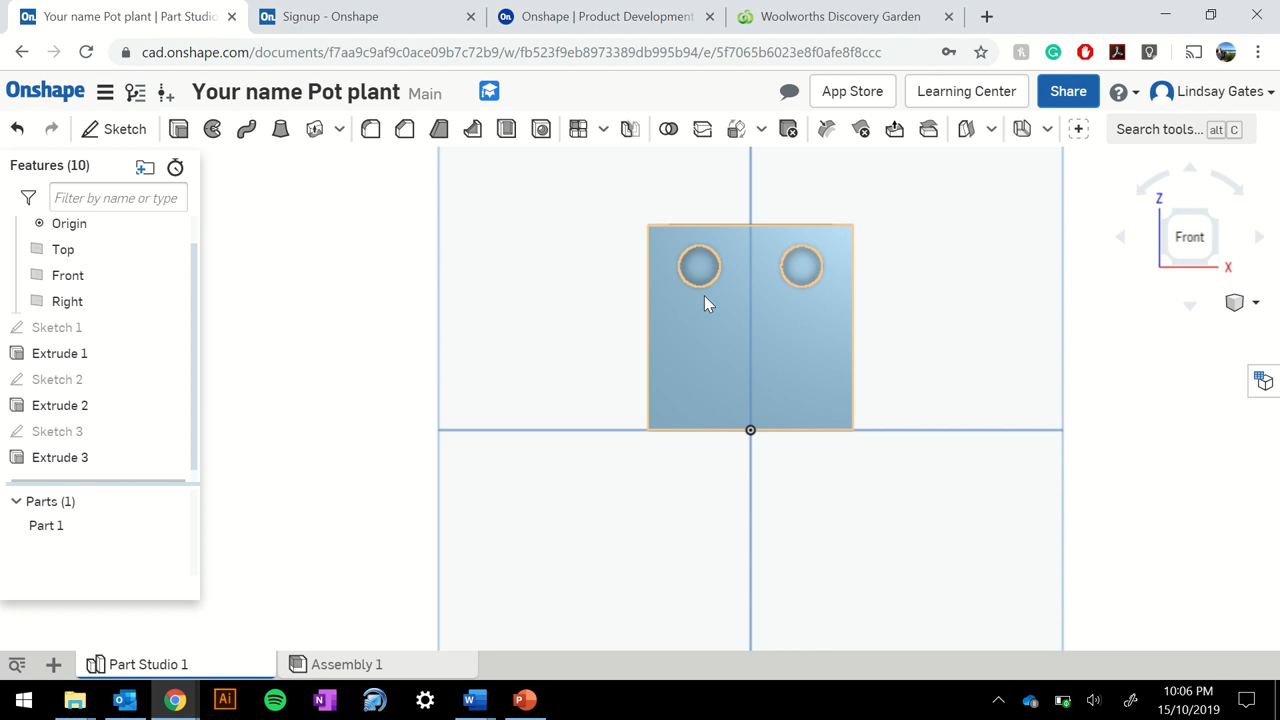 On Your name Pot plant | Part Studio
On Signup - Onshape
On Onshape | Product Development
Woolworths Discovery Garden
cad.onshape.com/documents/f7aa9c9af9c0ace09b7c72b9/w/fb523f9eb8973389db995b94/e/5f7065b6023e8f0afe8f8ccc
Onshape
Your name Pot plant Main
App Store
Learning Center
Share
Lindsay Gates
Sketch
Search tools... alt C
Features (10)
Filter by name or type
Origin
Top
Front
Right
Sketch 1
Extrude 1
Sketch 2
Extrude 2
Sketch 3
Extrude 3
Parts (1)
Part 1
Z
Front
X
Part Studio 1
Assembly 1
Ai
10:06 PM
15/10/2019